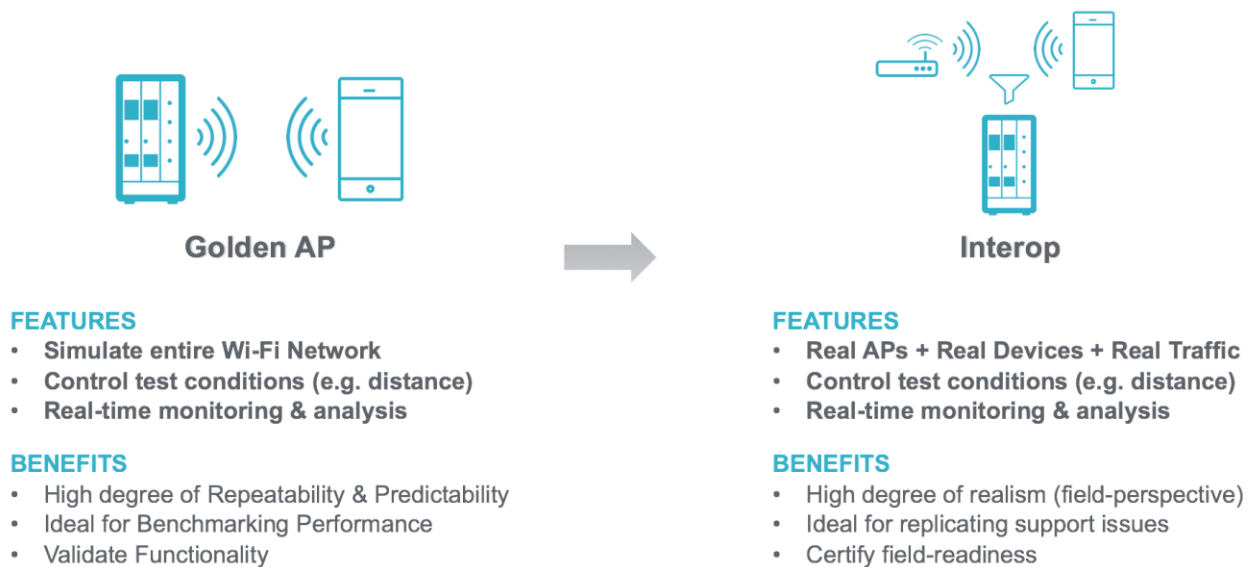 Golden AP
FEATURES
• Simulate entire Wi-Fi Network
• Control test conditions (e.g. distance)
• Real-time monitoring & analysis
BENEFITS
• High degree of Repeatability & Predictability
• Ideal for Benchmarking Performance
• Validate Functionality
Interop
FEATURES
• Real APs + Real Devices + Real Traffic
• Control test conditions (e.g. distance)
• Real-time monitoring & analysis
BENEFITS
• High degree of realism (field-perspective)
• Ideal for replicating support issues
• Certify field-readiness